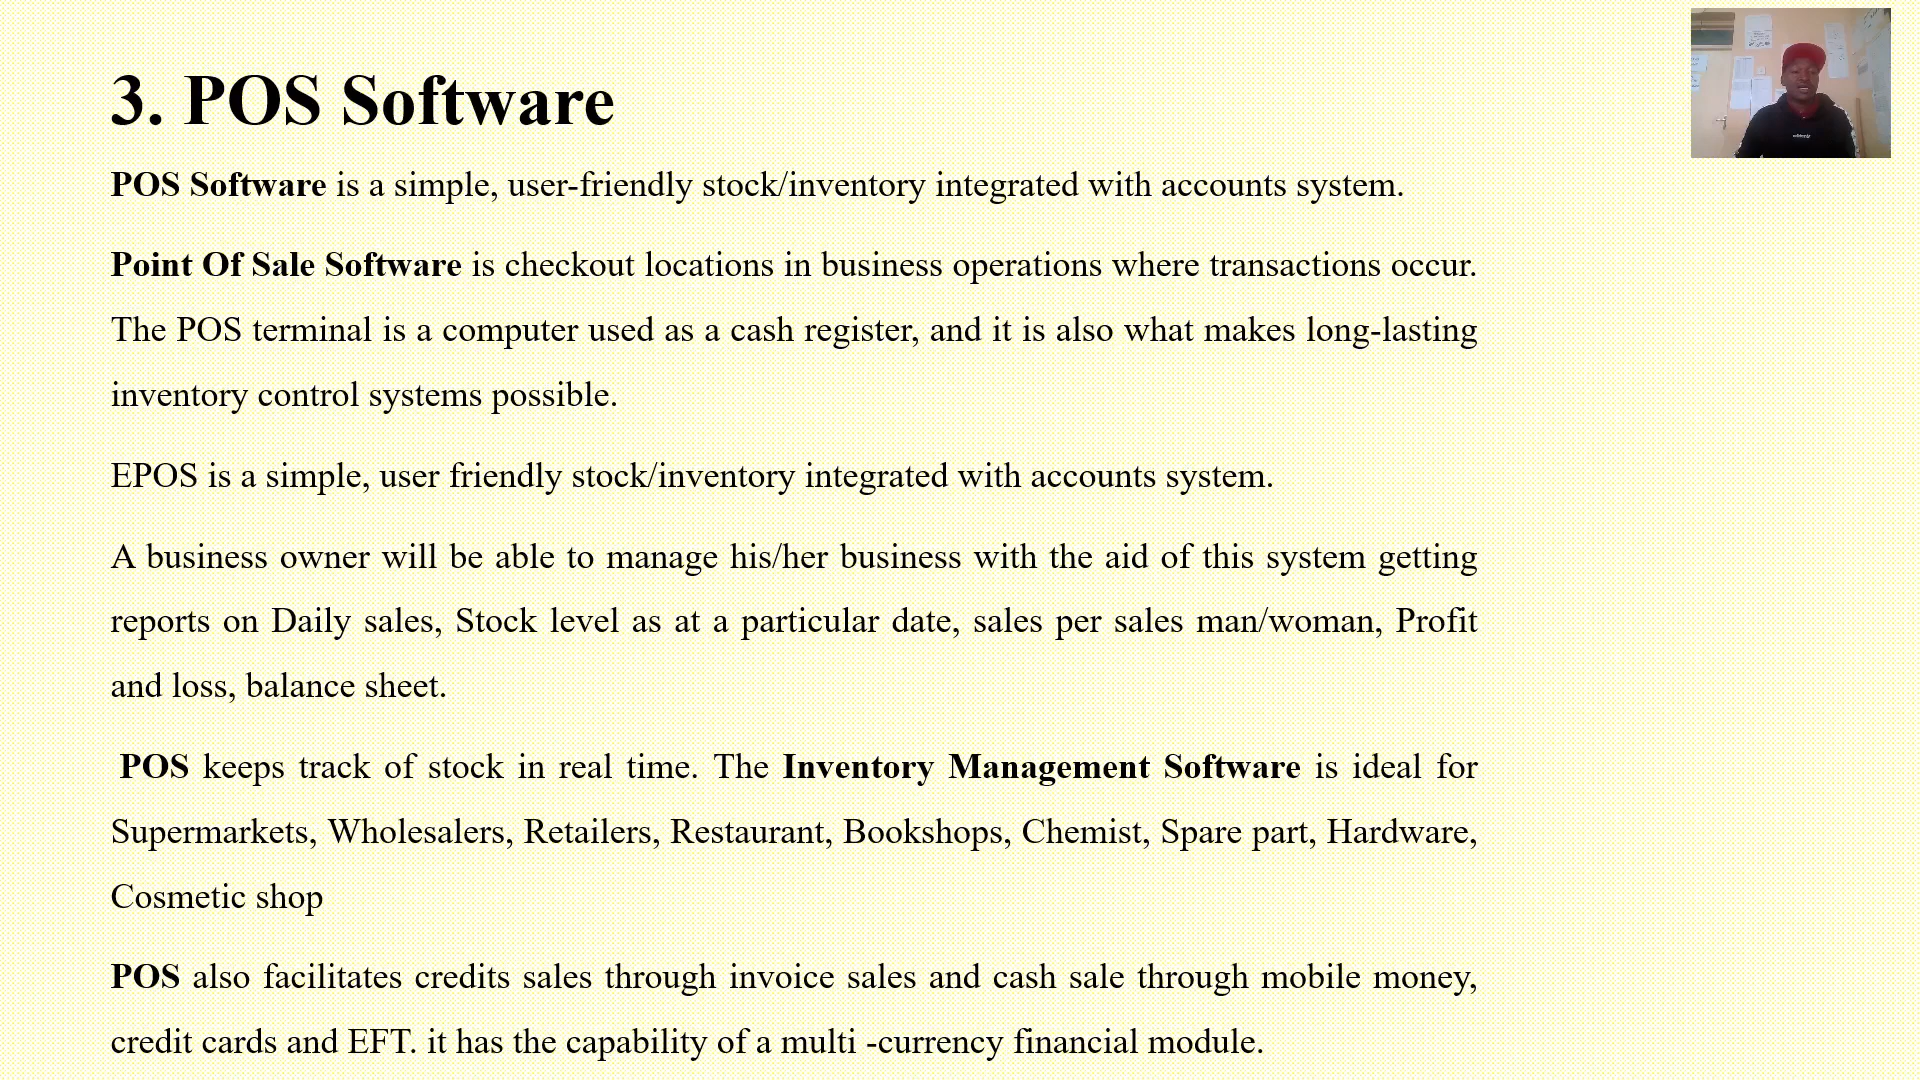 3. POS Software
POS Software is a simple, user-friendly stock/inventory integrated with accounts system.
Point Of Sale Software is checkout locations in business operations where transactions occur.
The POS terminal is a computer used as a cash register, and it is also what makes long-lasting
inventory control systems possible.
EPOS is a simple, user friendly stock/inventory integrated with accounts system.
A business owner will be able to manage his/her business with the aid of this system getting
reports on Daily sales, Stock level as at a particular date, sales per sales man/woman, Profit
and loss, balance sheet.
POS keeps track of stock in real time. The Inventory Management Software is ideal for
Supermarkets, Wholesalers, Retailers, Restaurant, Bookshops, Chemist, Spare part, Hardware,
Cosmetic shop
POS also facilitates credits sales through invoice sales and cash sale through mobile money,
credit cards and EFT. it has the capability of a multi -currency financial module.